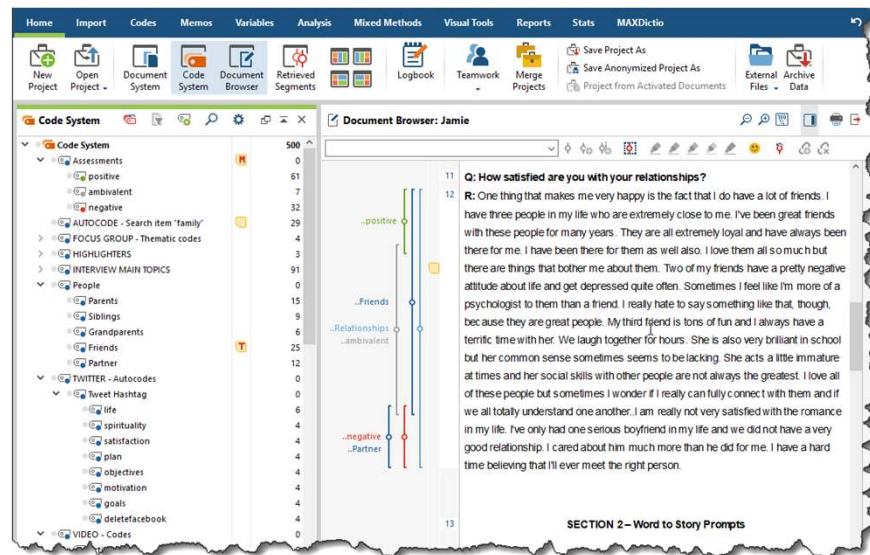 Home Import Codes Memos Variables Analysis Mixed Methods Visual Tools Reports Stats MAXDictio
New Project
Open Project
Document System
Code System
Document Browser
Retrieved Segments
Logbook
Teamwork
Merge Projects
Save Project As
Save Anonymized Project As
Project from Activated Documents
External Files
Archive Data
Code System
Code System 500
Assessments M 0
positive 61
ambivalent 7
negative 32
AUTOCODE - Search item 'family' 29
FOCUS GROUP - Thematic codes 4
HIGHLIGHTERS 3
INTERVIEW MAIN TOPICS 91
People 0
Parents 15
Siblings 9
Grandparents 6
Friends T 25
Partner 12
TWITTER - Autocodes 0
Tweet Hashtag 0
life 6
spirituality 4
satisfaction 4
plan 4
objectives 4
motivation 4
goals 4
deletefacebook 4
VIDEO - Codes 0
Document Browser: Jamie
..positive
..Friends
..Relationships
..ambivalent
..negative
..Partner
11 Q: How satisfied are you with your relationships?
12 R: One thing that makes me very happy is the fact that I do have a lot of friends. I
have three people in my life who are extremely close to me. I've been great friends
with these people for many years. They are all extremely loyal and have always been
there for me. I have been there for them as well also. I love them all so much but
there are things that bother me about them. Two of my friends have a pretty negative
attitude about life and get depressed quite often. Sometimes I feel like I'm more of a
psychologist to them than a friend. I really hate to say something like that, though,
because they are great people. My third friend is tons of fun and I always have a
terrific time with her. We laugh together for hours. She is also very brilliant in school
but her common sense sometimes seems to be lacking. She acts a little immature
at times and her social skills with other people are not always the greatest. I love all
of these people but sometimes I wonder if I really can fully connect with them and if
we all totally understand one another..I am really not very satisfied with the romance
in my life. I've only had one serious boyfriend in my life and we did not have a very
good relationship. I cared about him much more than he did for me. I have a hard
time believing that I'll ever meet the right person.
13 SECTION 2 – Word to Story Prompts